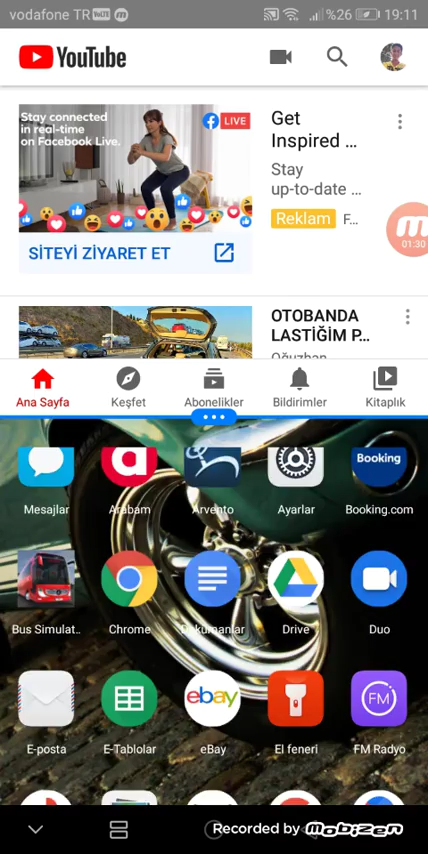 vodafone TR VoLTE %26 19:11
YouTube
Stay connected
in real-time
on Facebook Live.
LIVE
Get
Inspired ...
Stay
up-to-date ...
Reklam F...
SİTEYİ ZİYARET ET
01:30
OTOBANDA
LASTİĞİM P...
Oğuzhan
Ana Sayfa Keşfet Abonelikler Bildirimler Kitaplık
Booking
Mesajlar Arabam Arvento Ayarlar Booking.com
Bus Simulat.. Chrome Dokümanlar Drive Duo
ebay FM
E-posta E-Tablolar eBay El feneri FM Radyo
Recorded by mobizen